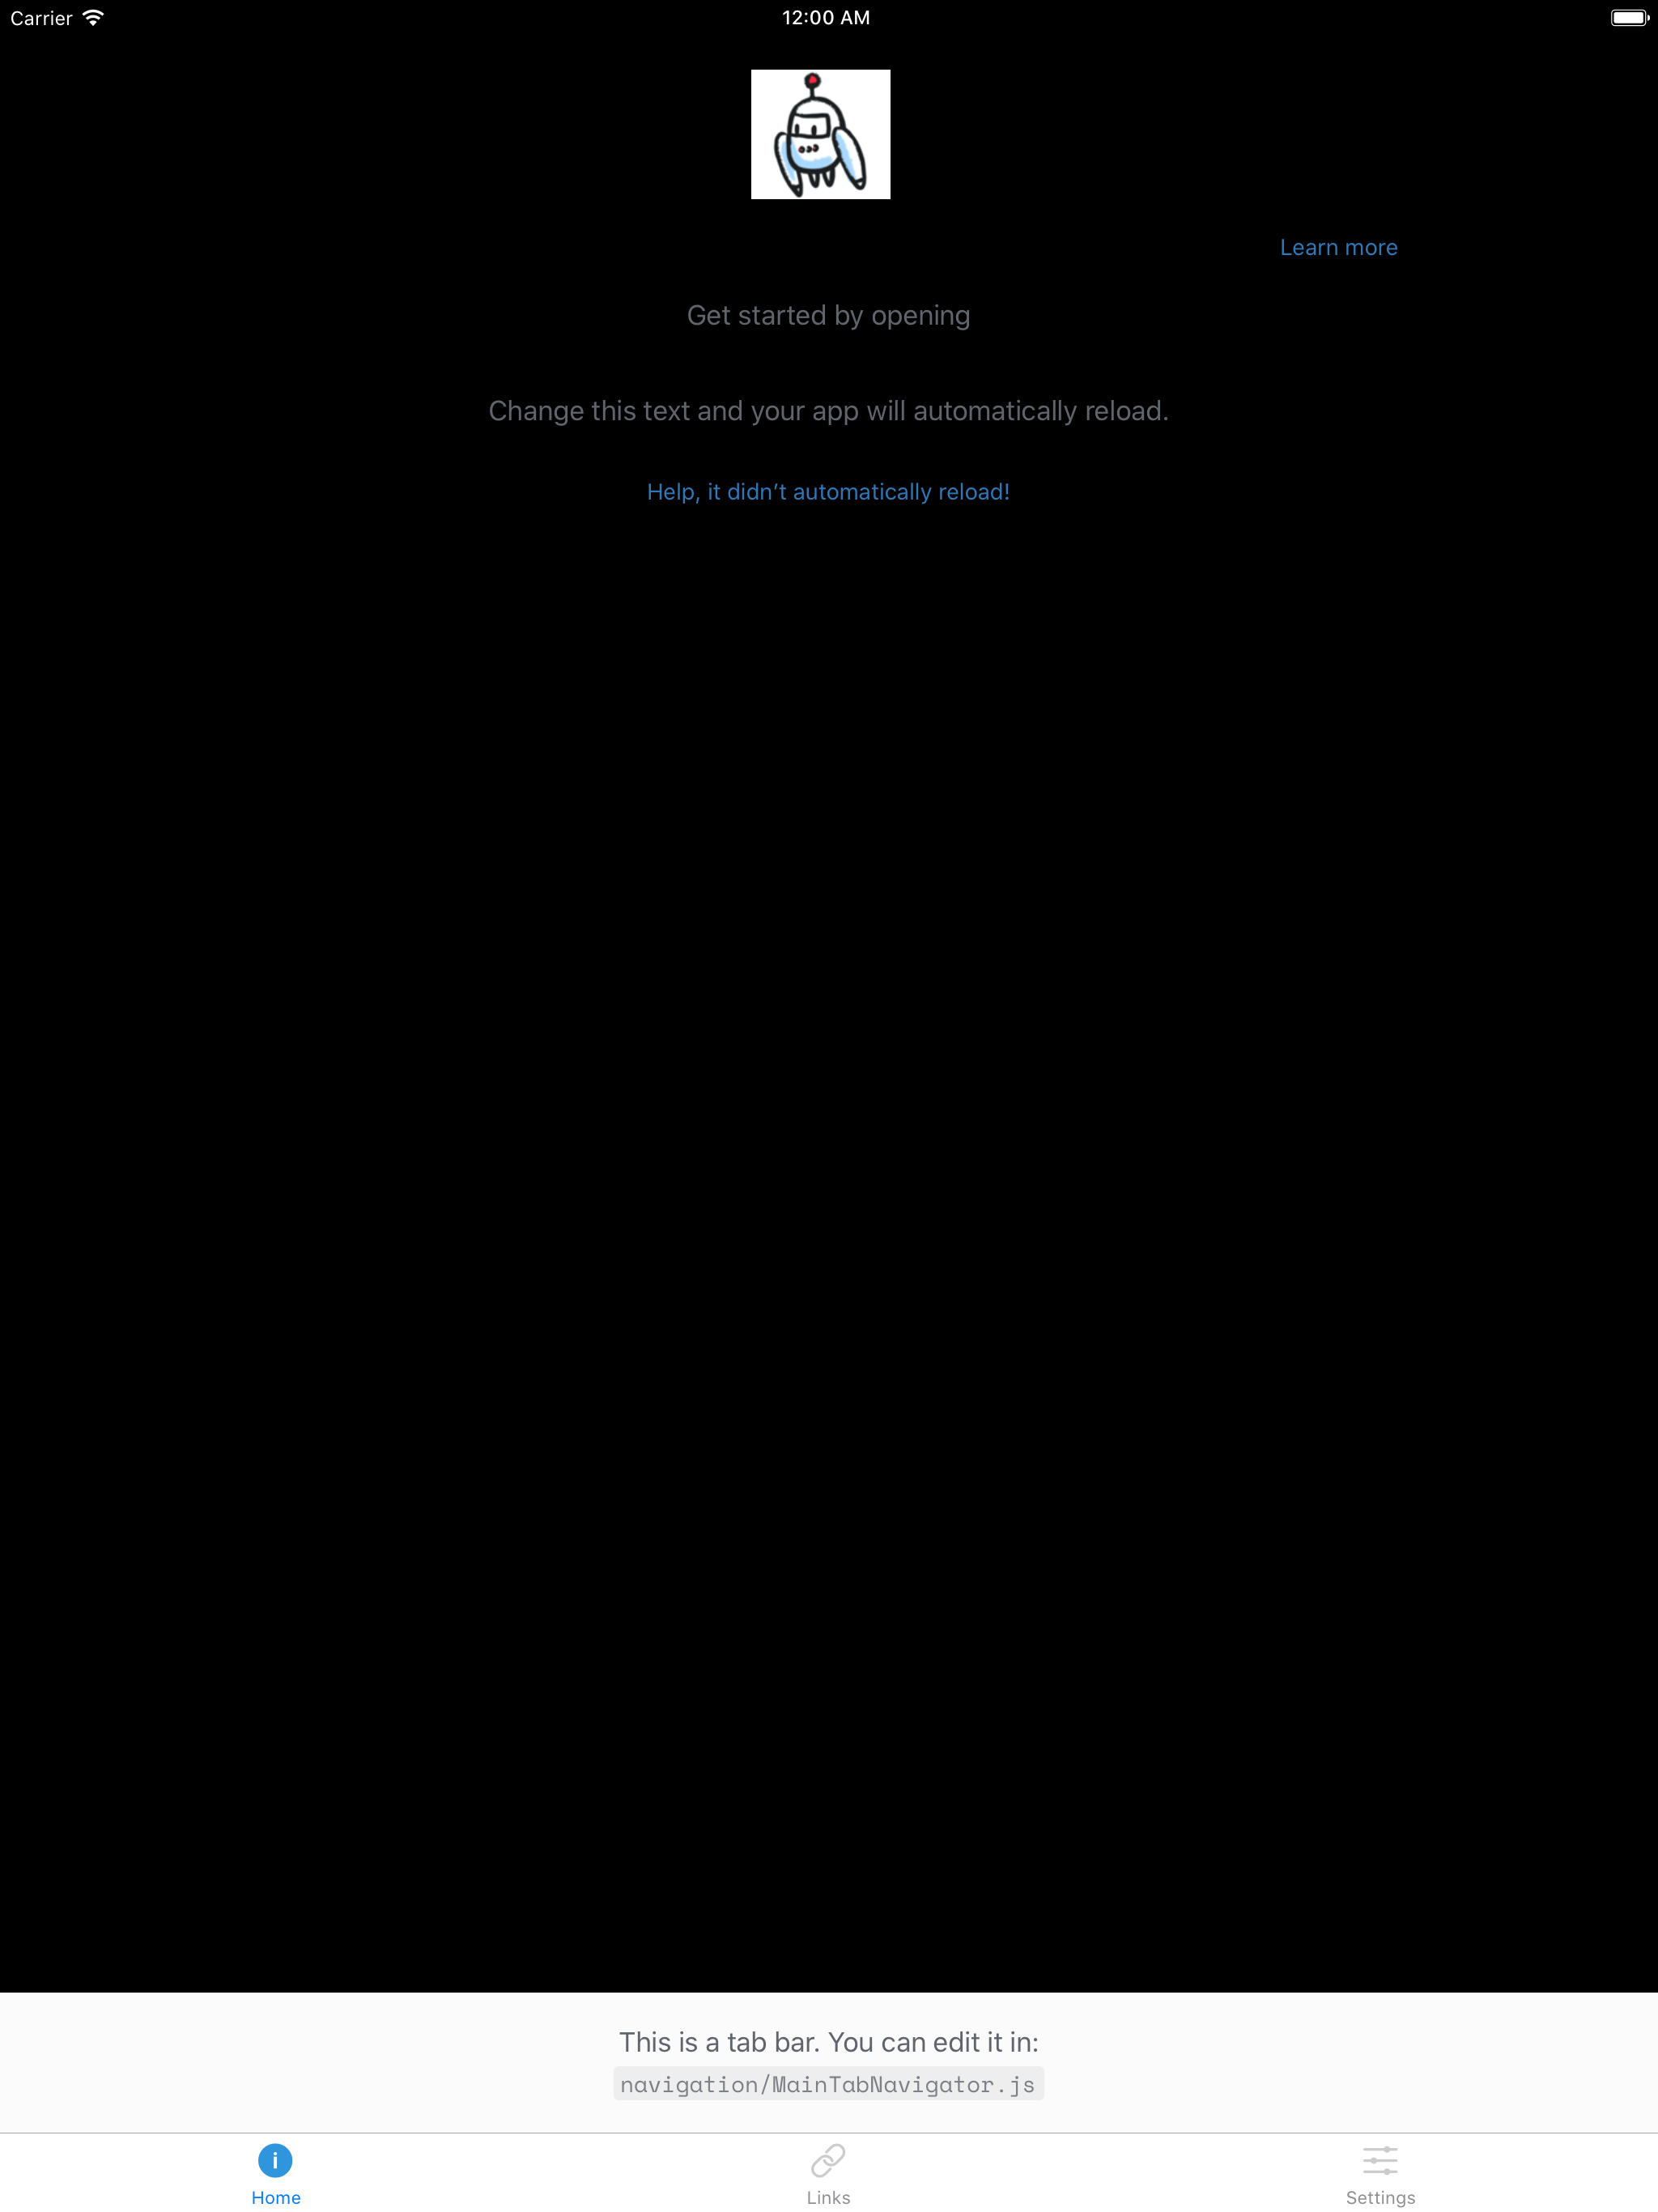 Carrier 12:00 AM
Learn more
Get started by opening
Change this text and your app will automatically reload.
Help, it didn’t automatically reload!
This is a tab bar. You can edit it in:
navigation/MainTabNavigator.js
Home Links Settings